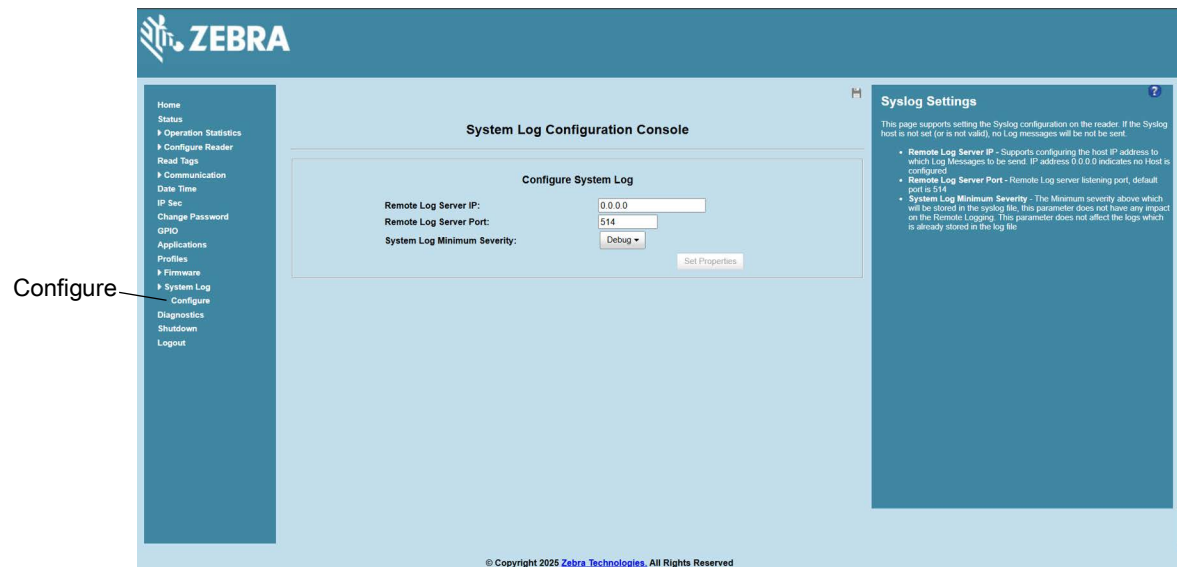 ZEBRA
Home
Status
Operation Statistics
Configure Reader
Read Tags
Communication
Date Time
IP Sec
Change Password
GPIO
Applications
Profiles
Firmware
System Log
Configure
Diagnostics
Shutdown
Logout
Configure
System Log Configuration Console
Configure System Log
Remote Log Server IP: 0.0.0.0
Remote Log Server Port: 514
System Log Minimum Severity: Debug
Set Properties
?
Syslog Settings
This page supports setting the Syslog configuration on the reader. If the Syslog
host is not set (or is not valid), no Log messages will be not be sent.
• Remote Log Server IP - Supports configuring the host IP address to
which Log Messages to be send. IP address 0.0.0.0 indicates no Host is
configured
• Remote Log Server Port - Remote Log server listening port, default
port is 514
• System Log Minimum Severity - The Minimum severity above which
will be stored in the syslog file, this parameter does not have any impact
on the Remote Logging. This parameter does not affect the logs which
is already stored in the log file
© Copyright 2025 Zebra Technologies. All Rights Reserved